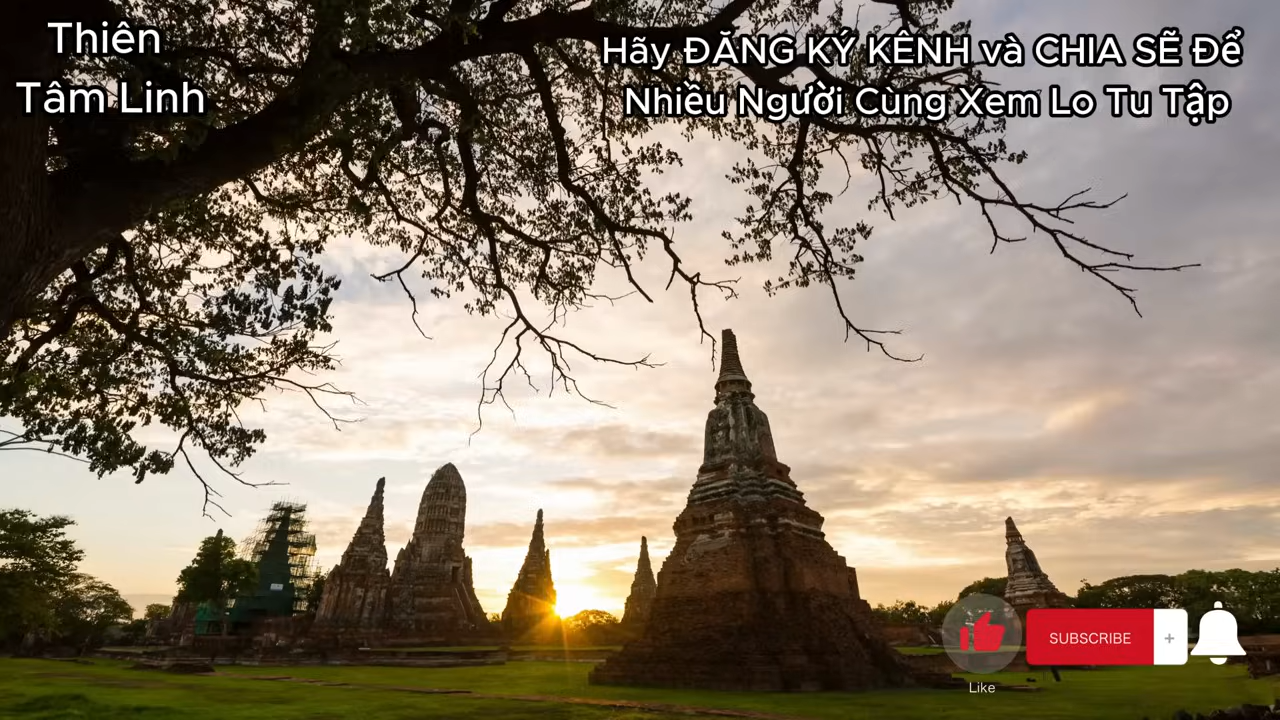 Thiên
Tâm Linh
Hãy ĐĂNG KÝ KÊNH và CHIA SẼ Để
Nhiều Người Cùng Xem Lo Tu Tập
SUBSCRIBE +
Like